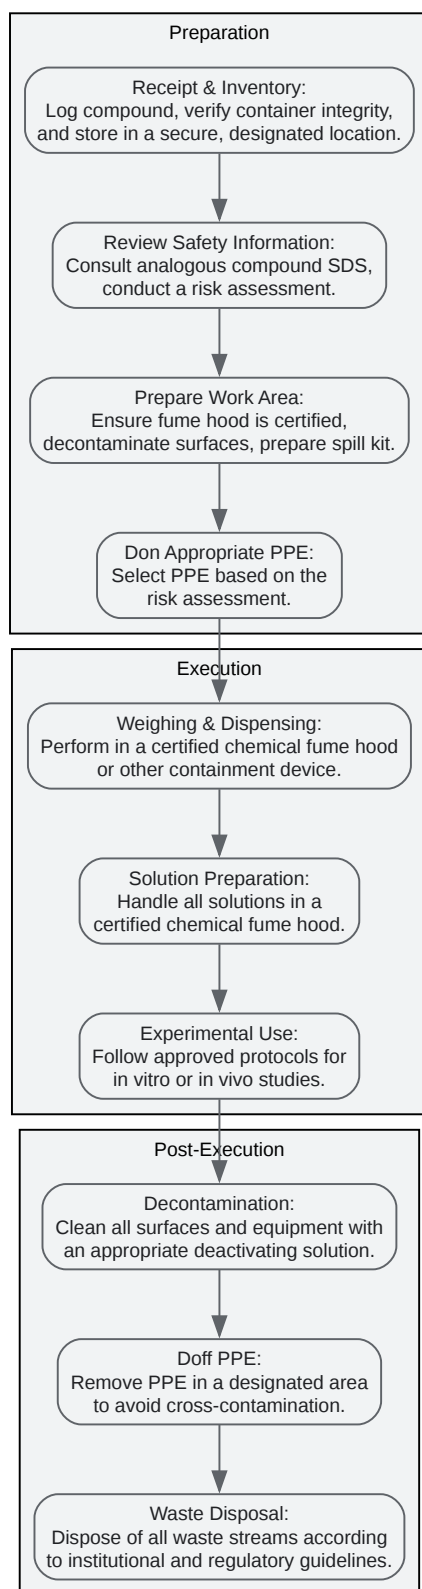 Preparation
Receipt & Inventory:
Log compound, verify container integrity,
and store in a secure, designated location.
Review Safety Information:
Consult analogous compound SDS,
conduct a risk assessment.
Prepare Work Area:
Ensure fume hood is certified,
decontaminate surfaces, prepare spill kit.
Don Appropriate PPE:
Select PPE based on the
risk assessment.
Execution
Weighing & Dispensing:
Perform in a certified chemical fume hood
or other containment device.
Solution Preparation:
Handle all solutions in a
certified chemical fume hood.
Experimental Use:
Follow approved protocols for
in vitro or in vivo studies.
Post-Execution
Decontamination:
Clean all surfaces and equipment with
an appropriate deactivating solution.
Doff PPE:
Remove PPE in a designated area
to avoid cross-contamination.
Waste Disposal:
Dispose of all waste streams according
to institutional and regulatory guidelines.